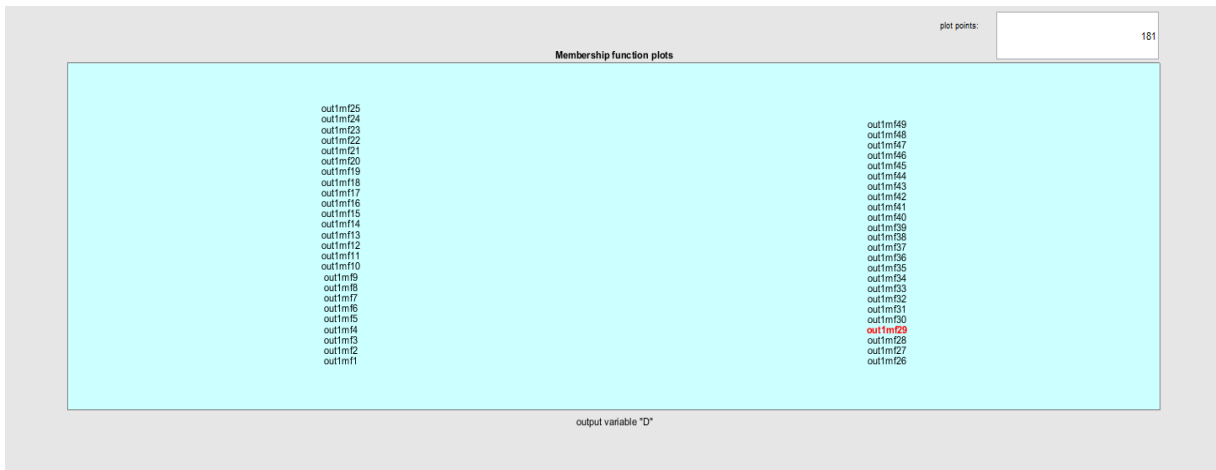 plot points:
181
Membership function plots
out1mf25
out1mf24
out1mf23
out1mf22
out1mf21
out1mf20
out1mf19
out1mf18
out1mf17
out1mf16
out1mf15
out1mf14
out1mf13
out1mf12
out1mf11
out1mf10
out1mf9
out1mf8
out1mf7
out1mf6
out1mf5
out1mf4
out1mf3
out1mf2
out1mf1
out1mf49
out1mf48
out1mf47
out1mf46
out1mf45
out1mf44
out1mf43
out1mf42
out1mf41
out1mf40
out1mf39
out1mf38
out1mf37
out1mf36
out1mf35
out1mf34
out1mf33
out1mf32
out1mf31
out1mf30
out1mf29
out1mf28
out1mf27
out1mf26
output variable "D"